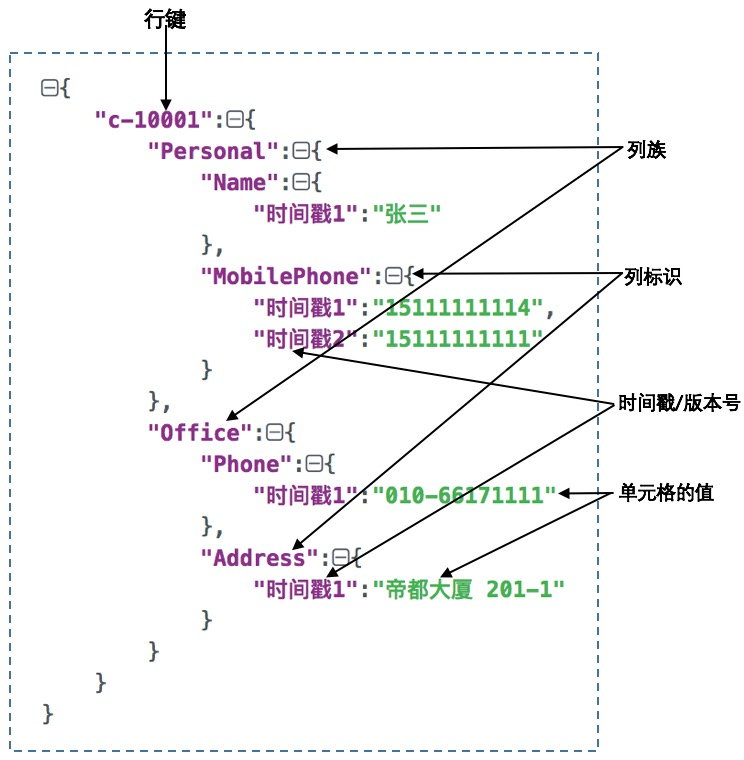 行键
{
"c-10001":{
"Personal":{
列族
"Name":{
"时间戳1":"张三"
},
"MobilePhone":{
列标识
"时间戳1":"15111111114",
"时间戳2":"15111111111"
}
},
时间戳/版本号
"Office":{
"Phone":{
"时间戳1":"010-66171111"
单元格的值
},
"Address":{
"时间戳1":"帝都大厦 201-1"
}
}
}
}